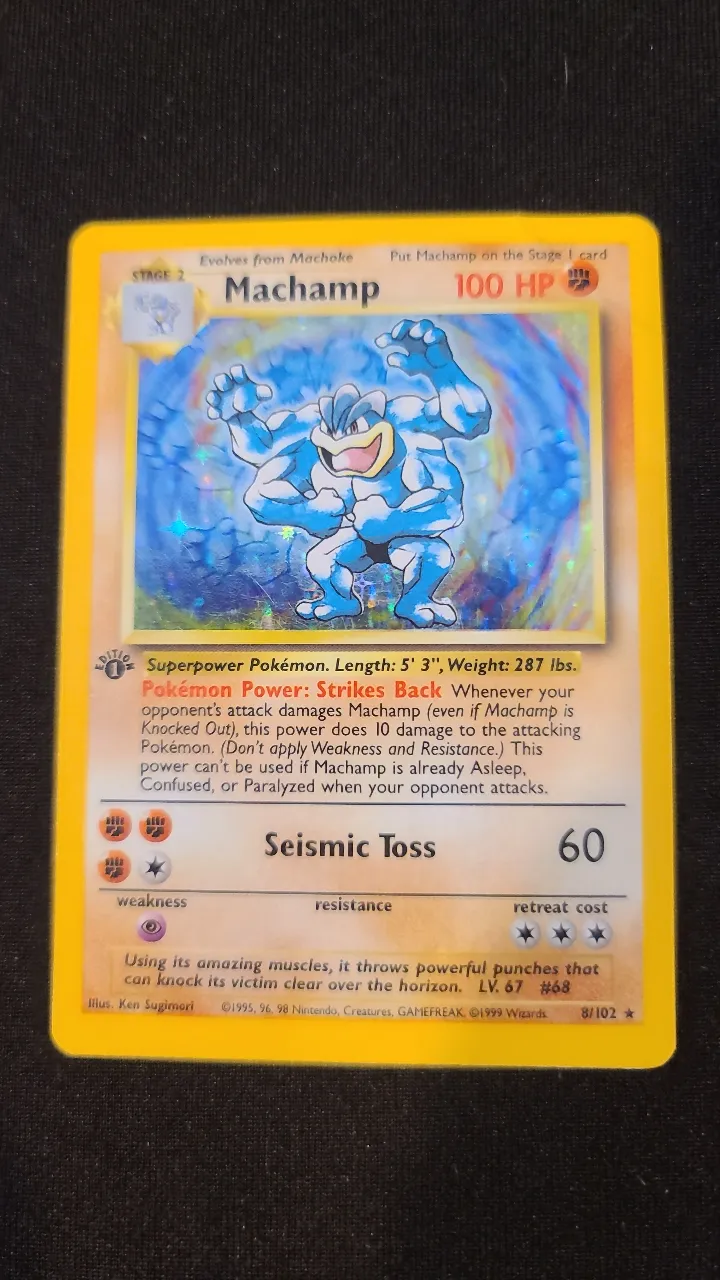 Evolves from Machoke Put Machamp on the Stage 1 card
STAGE 2
Machamp 100 HP
EDITION
1
Superpower Pokémon. Length: 5' 3", Weight: 287 lbs.
Pokémon Power: Strikes Back Whenever your
opponent's attack damages Machamp (even if Machamp is
Knocked Out), this power does 10 damage to the attacking
Pokémon. (Don't apply Weakness and Resistance.) This
power can't be used if Machamp is already Asleep,
Confused, or Paralyzed when your opponent attacks.
Seismic Toss 60
weakness resistance retreat cost
Using its amazing muscles, it throws powerful punches that
can knock its victim clear over the horizon. LV. 67 #68
Illus. Ken Sugimori ©1995, 96, 98 Nintendo, Creatures, GAMEFREAK. ©1999 Wizards. 8/102 ★